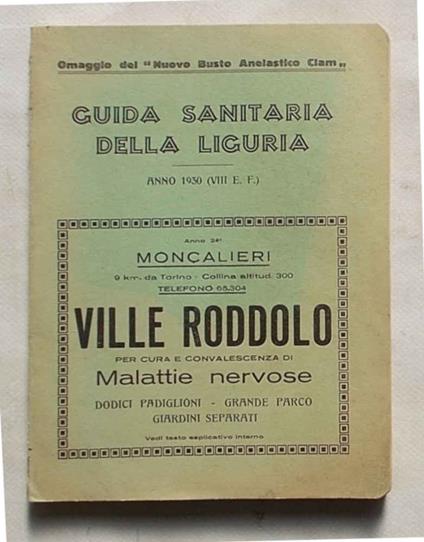 Omaggio del "Nuovo Busto Anelastico Clam"
GUIDA SANITARIA
DELLA LIGURIA
ANNO 1930 (VIII E. F.)
Anno 24°
MONCALIERI
9 km. da Torino - Collina altitud. 300
TELEFONO 65.304
VILLE RODDOLO
PER CURA E CONVALESCENZA DI
Malattie nervose
DODICI PADIGLIONI - GRANDE PARCO
GIARDINI SEPARATI
Vedi testo esplicativo interno